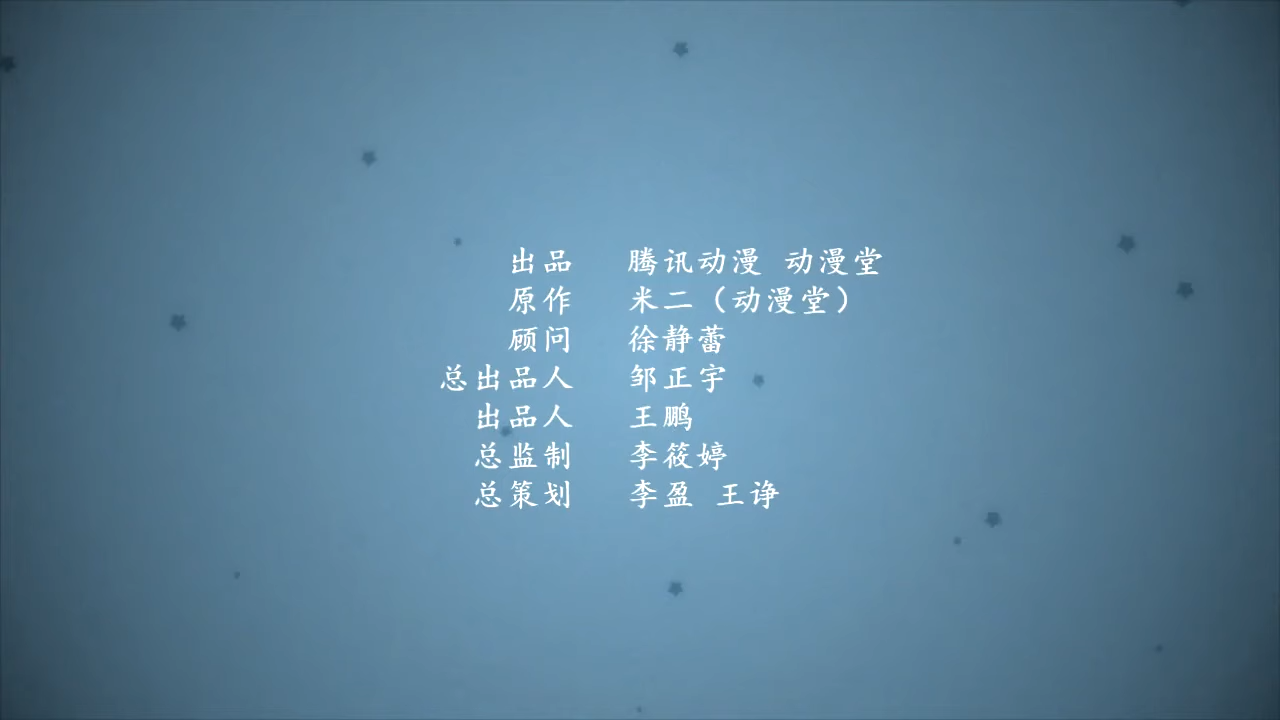 出品 腾讯动漫 动漫堂
原作 米二（动漫堂）
顾问 徐静蕾
总出品人 邹正宇
出品人 王鹏
总监制 李筱婷
总策划 李盈 王诤